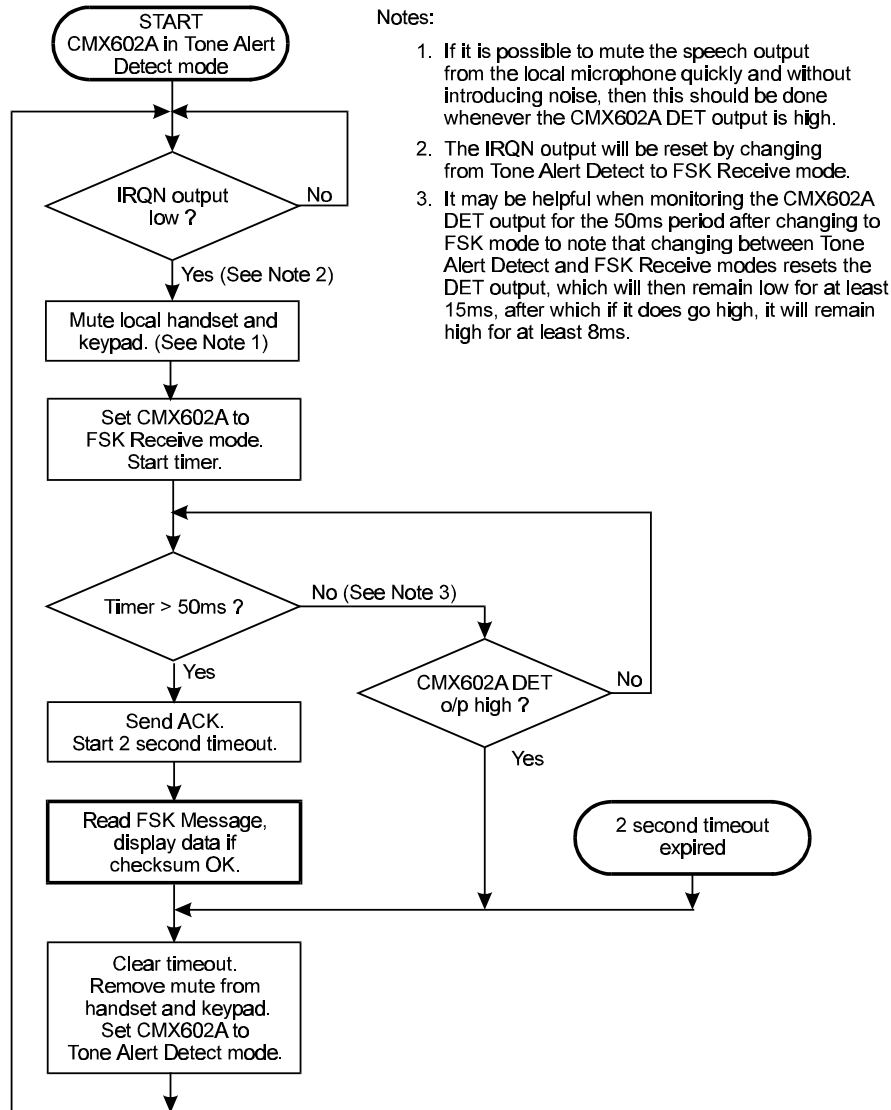 START
CMX602A in Tone Alert
Detect mode
IRQN output
low ?
No
Yes (See Note 2)
Mute local handset and
keypad. (See Note 1)
Set CMX602A to
FSK Receive mode.
Start timer.
Timer > 50ms ?
No (See Note 3)
Yes
CMX602A DET
o/p high ?
No
Yes
Send ACK.
Start 2 second timeout.
Read FSK Message,
display data if
checksum OK.
2 second timeout
expired
Clear timeout.
Remove mute from
handset and keypad.
Set CMX602A to
Tone Alert Detect mode.
Notes:
1. If it is possible to mute the speech output
from the local microphone quickly and without
introducing noise, then this should be done
whenever the CMX602A DET output is high.
2. The IRQN output will be reset by changing
from Tone Alert Detect to FSK Receive mode.
3. It may be helpful when monitoring the CMX602A
DET output for the 50ms period after changing to
FSK mode to note that changing between Tone
Alert Detect and FSK Receive modes resets the
DET output, which will then remain low for at least
15ms, after which if it does go high, it will remain
high for at least 8ms.